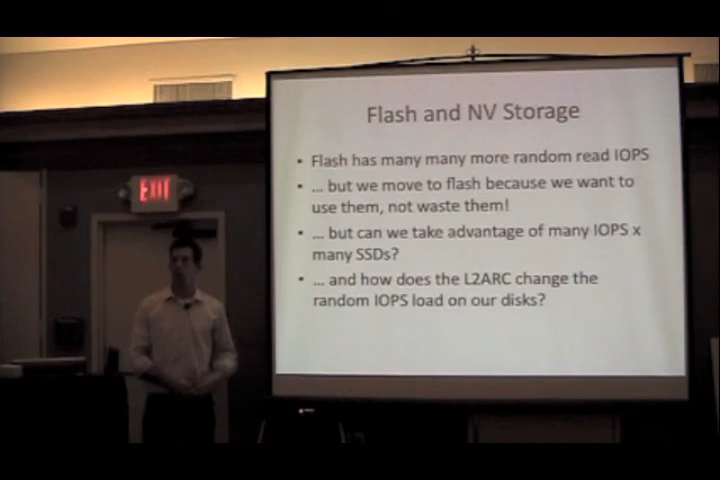 EXIT
Flash and NV Storage
• Flash has many many more random read IOPS
• ... but we move to flash because we want to
use them, not waste them!
• ... but can we take advantage of many IOPS x
many SSDs?
• ... and how does the L2ARC change the
random IOPS load on our disks?